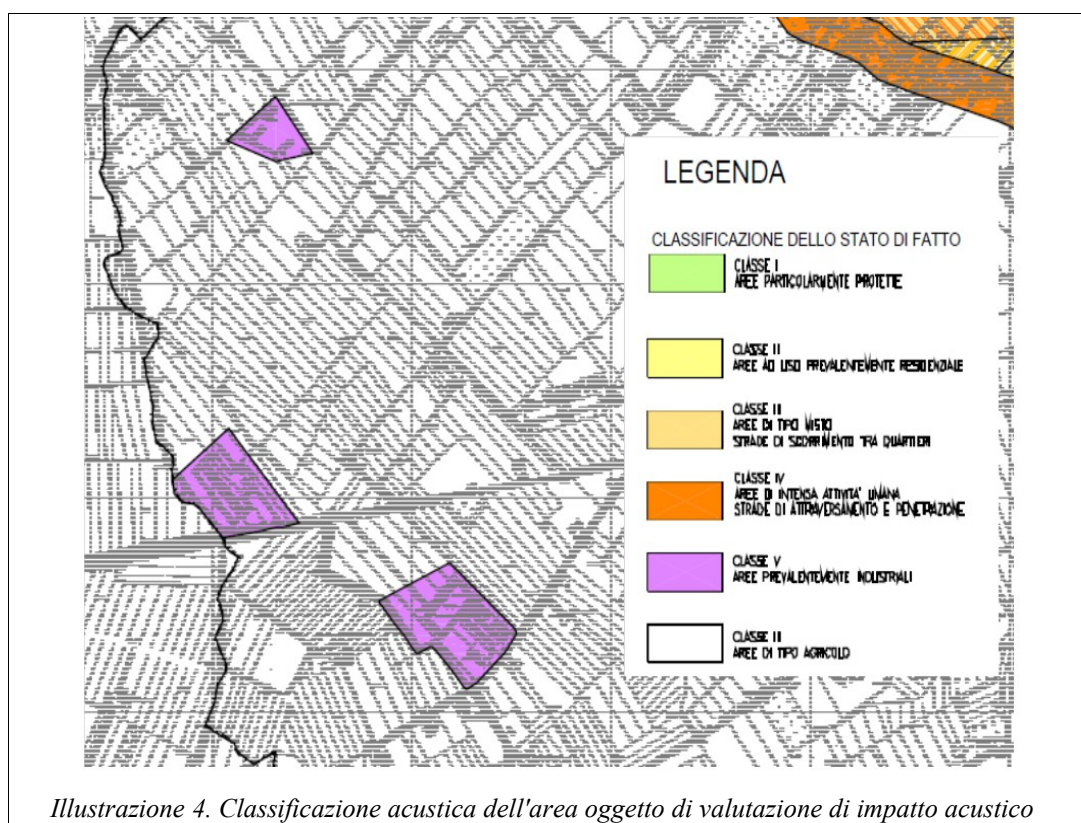 LEGENDA
CLASSIFICAZIONE DELLO STATO DI FATTO
CLASSE I
AREE PARTICOLARMENTE PROTETTE
CLASSE II
AREE AD USO PREVALENTEMENTE RESIDENZIALE
CLASSE III
AREE DI TIPO MISTO
STRADE DI SCORRIMENTO TRA QUARTIERI
CLASSE IV
AREE DI INTENSA ATTIVITA' UMANA
STRADE DI ATTRAVERSAMENTO E PENETRAZIONE
CLASSE V
AREE PREVALENTEMENTE INDUSTRIALI
CLASSE III
AREE DI TIPO AGRICOLO
Illustrazione 4. Classificazione acustica dell'area oggetto di valutazione di impatto acustico